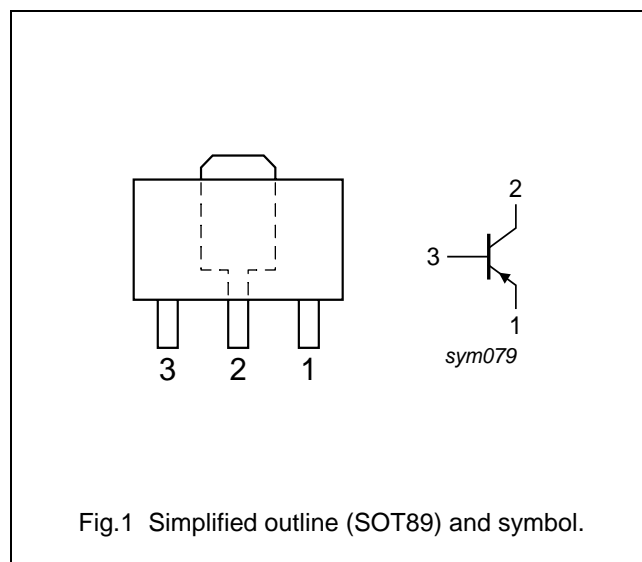 2
3
1
sym079
3 2 1
Fig.1 Simplified outline (SOT89) and symbol.